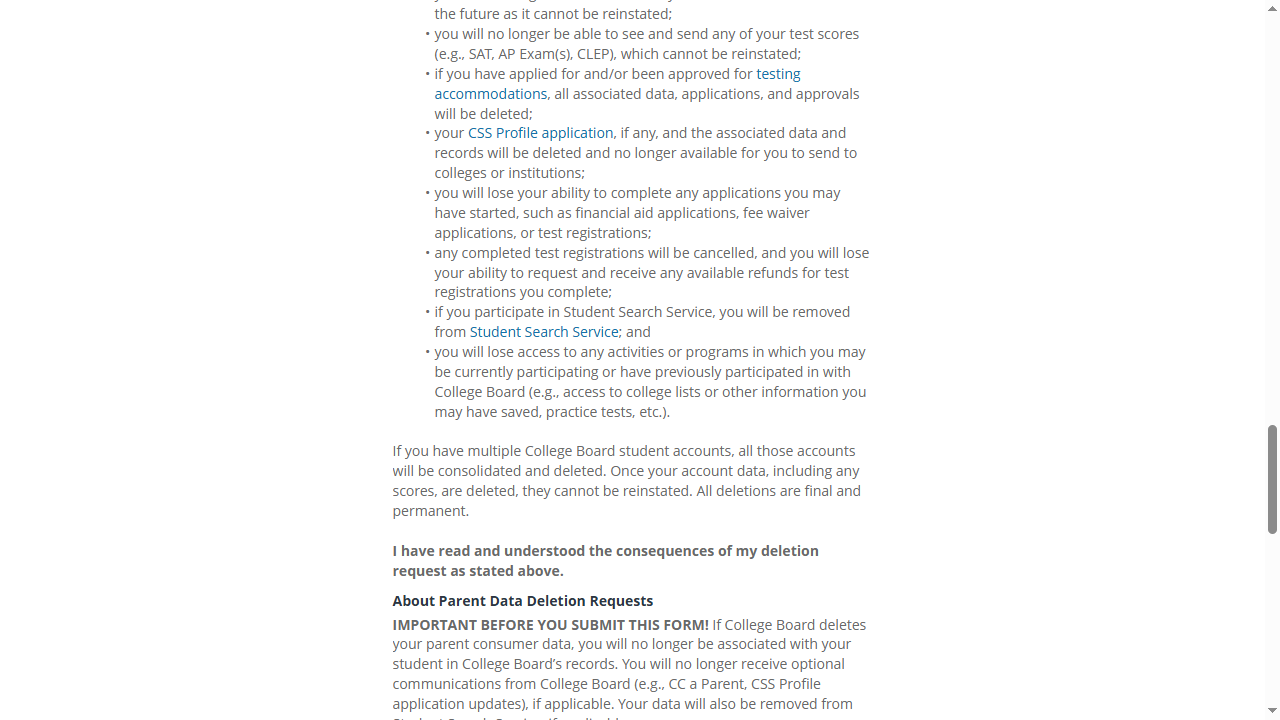 the future as it cannot be reinstated;
• you will no longer be able to see and send any of your test scores
(e.g., SAT, AP Exam(s), CLEP), which cannot be reinstated;
• if you have applied for and/or been approved for testing
accommodations, all associated data, applications, and approvals
will be deleted;
• your CSS Profile application, if any, and the associated data and
records will be deleted and no longer available for you to send to
colleges or institutions;
• you will lose your ability to complete any applications you may
have started, such as financial aid applications, fee waiver
applications, or test registrations;
• any completed test registrations will be cancelled, and you will lose
your ability to request and receive any available refunds for test
registrations you complete;
• if you participate in Student Search Service, you will be removed
from Student Search Service; and
• you will lose access to any activities or programs in which you may
be currently participating or have previously participated in with
College Board (e.g., access to college lists or other information you
may have saved, practice tests, etc.).
If you have multiple College Board student accounts, all those accounts
will be consolidated and deleted. Once your account data, including any
scores, are deleted, they cannot be reinstated. All deletions are final and
permanent.
I have read and understood the consequences of my deletion
request as stated above.
About Parent Data Deletion Requests
IMPORTANT BEFORE YOU SUBMIT THIS FORM! If College Board deletes
your parent consumer data, you will no longer be associated with your
student in College Board’s records. You will no longer receive optional
communications from College Board (e.g., CC a Parent, CSS Profile
application updates), if applicable. Your data will also be removed from